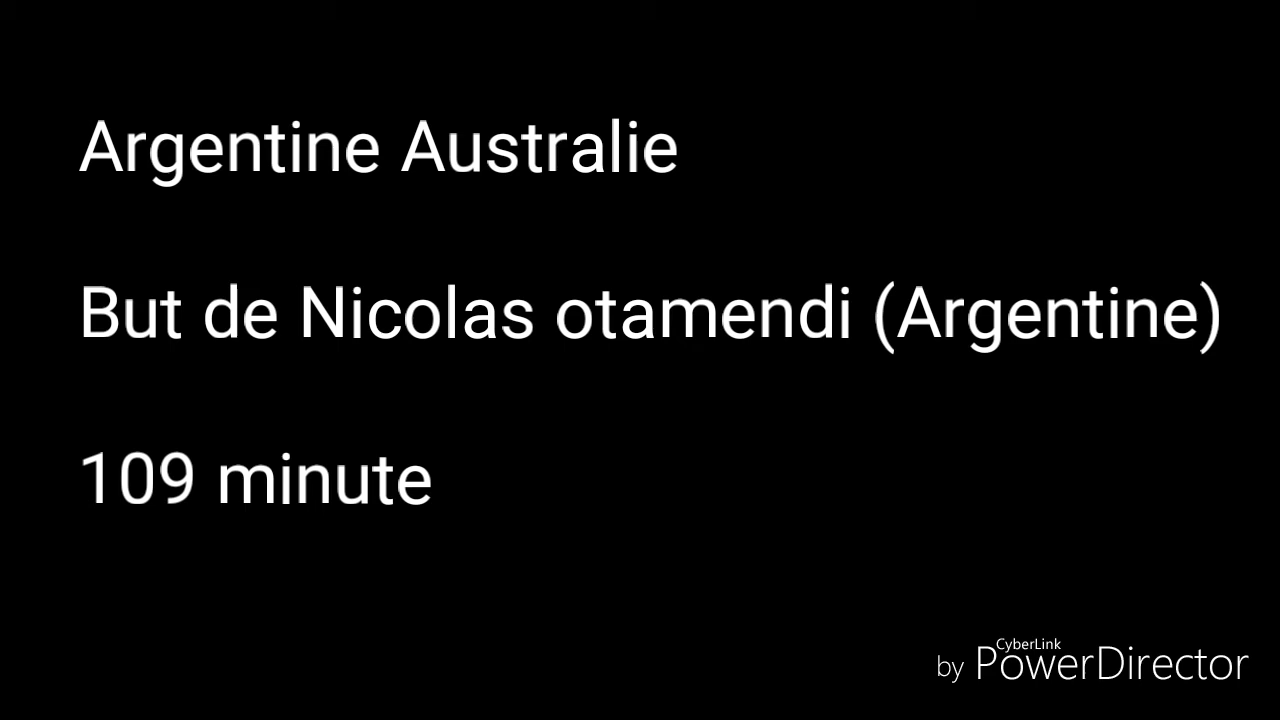 Argentine Australie
But de Nicolas otamendi (Argentine)
109 minute
CyberLink
by PowerDirector